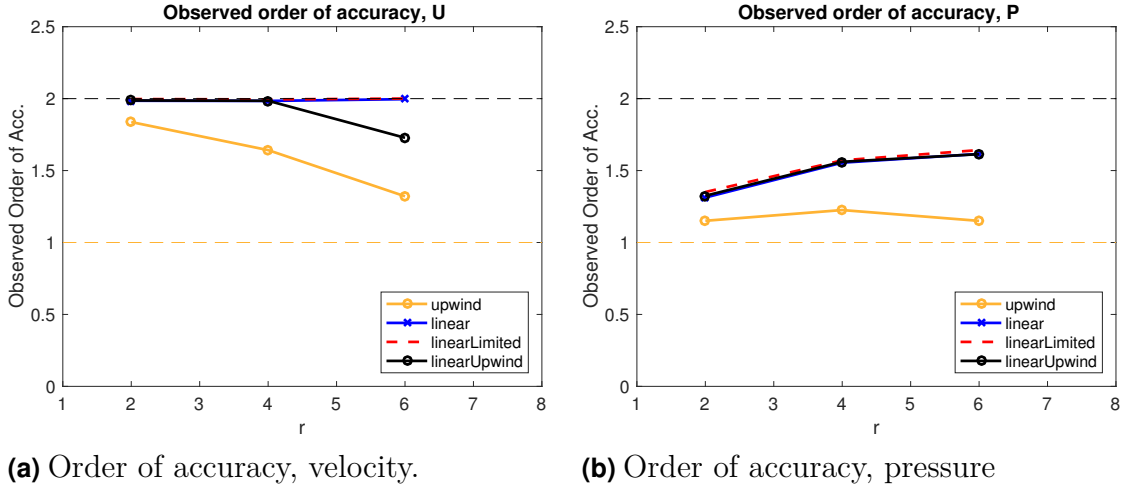 Observed order of accuracy, U
Observed Order of Acc.
2.5
2
1.5
1
0.5
0
1 2 3 4 5 6 7 8
r
upwind
linear
linearLimited
linearUpwind
(a) Order of accuracy, velocity.
Observed order of accuracy, P
Observed Order of Acc.
2.5
2
1.5
1
0.5
0
1 2 3 4 5 6 7 8
r
upwind
linear
linearLimited
linearUpwind
(b) Order of accuracy, pressure